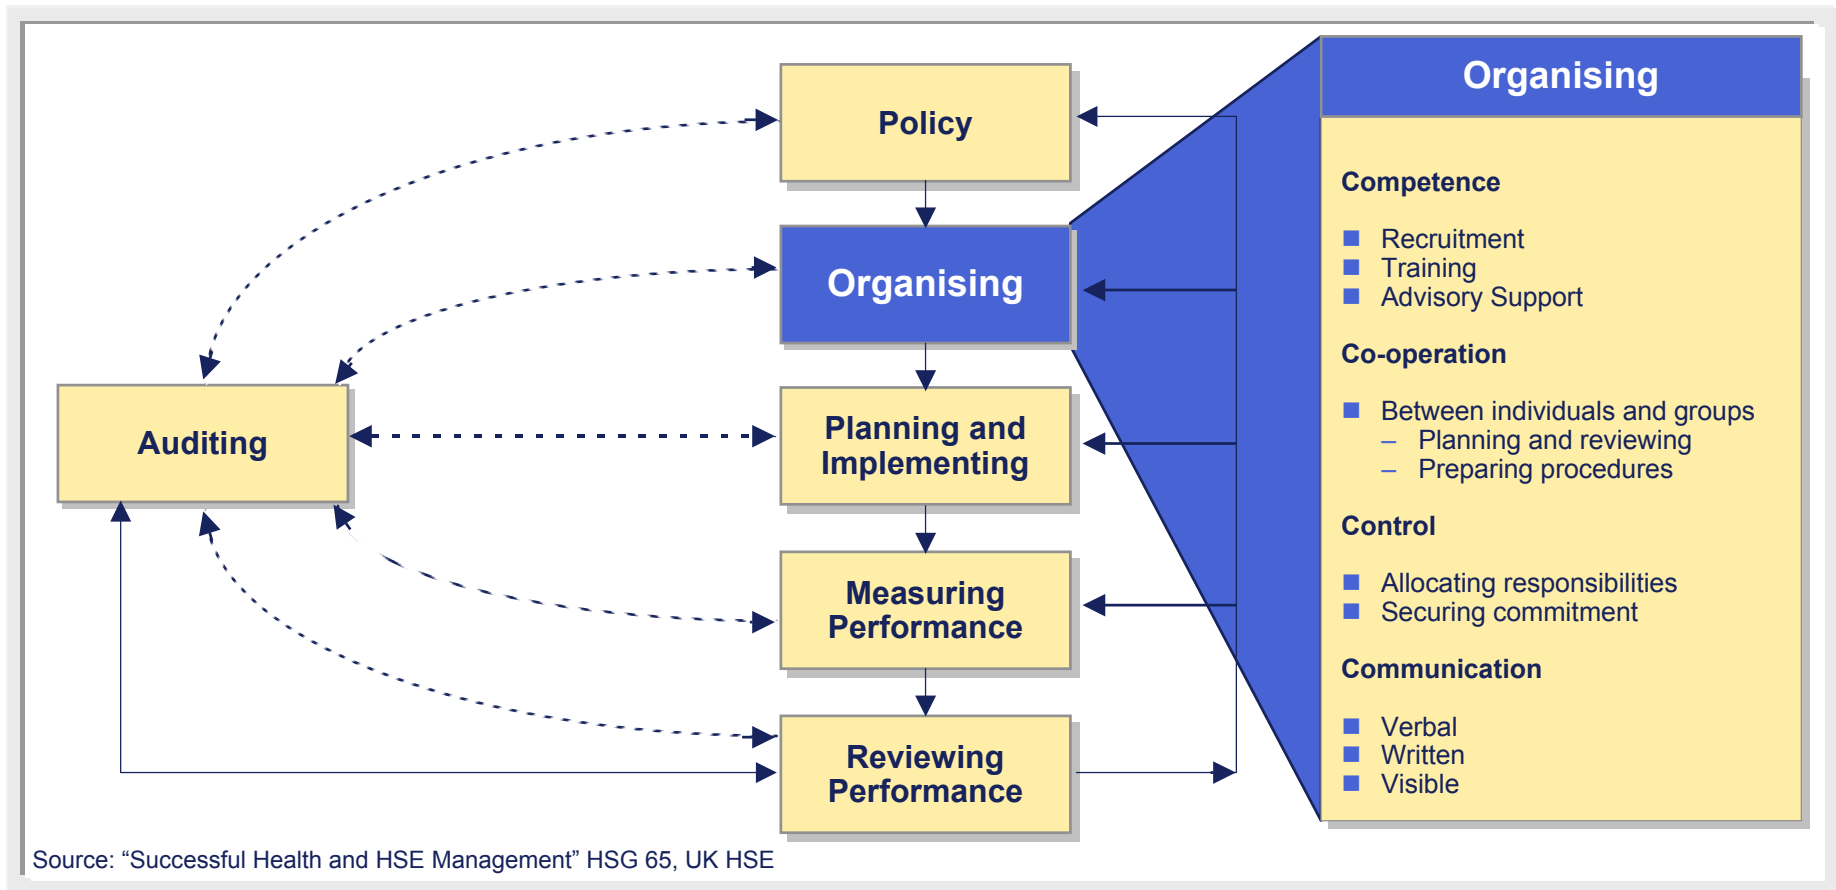 Policy
Organising
Auditing
Planning and
Implementing
Measuring
Performance
Reviewing
Performance
Organising
Competence
■ Recruitment
■ Training
■ Advisory Support
Co-operation
■ Between individuals and groups
– Planning and reviewing
– Preparing procedures
Control
■ Allocating responsibilities
■ Securing commitment
Communication
■ Verbal
■ Written
■ Visible
Source: “Successful Health and HSE Management” HSG 65, UK HSE